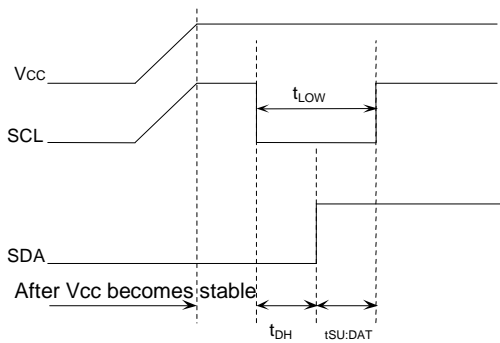 Vcc
tLOW
SCL
SDA
After Vcc becomes stable
tDH
tSU:DAT